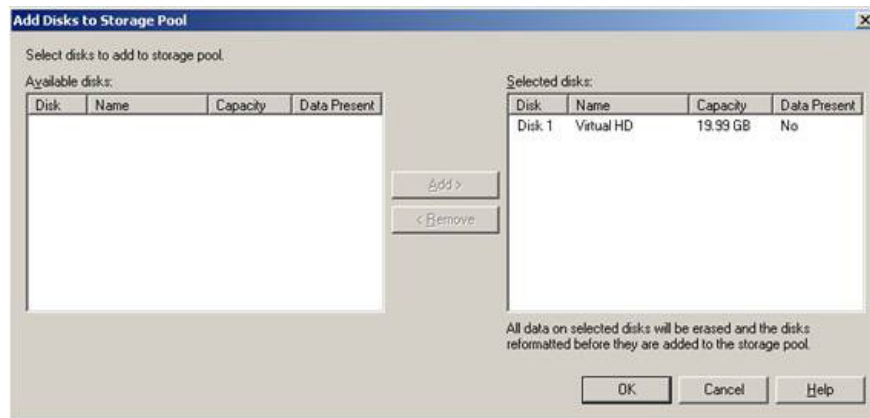 Add Disks to Storage Pool
Select disks to add to storage pool.
Available disks:
Disk Name Capacity Data Present
Add >
< Remove
Selected disks:
Disk Name Capacity Data Present
Disk 1 Virtual HD 19.99 GB No
All data on selected disks will be erased and the disks
reformatted before they are added to the storage pool.
OK Cancel Help